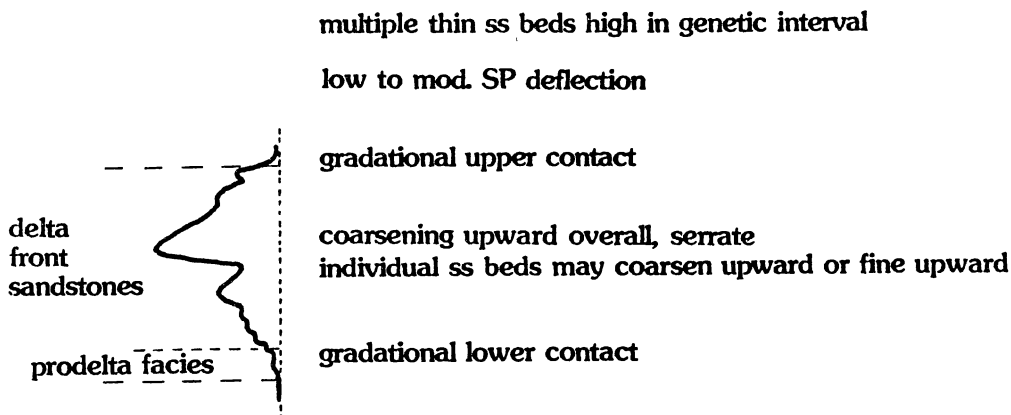 multiple thin ss beds high in genetic interval
low to mod. SP deflection
gradational upper contact
delta
front
sandstones
coarsening upward overall, serrate
individual ss beds may coarsen upward or fine upward
prodelta facies
gradational lower contact